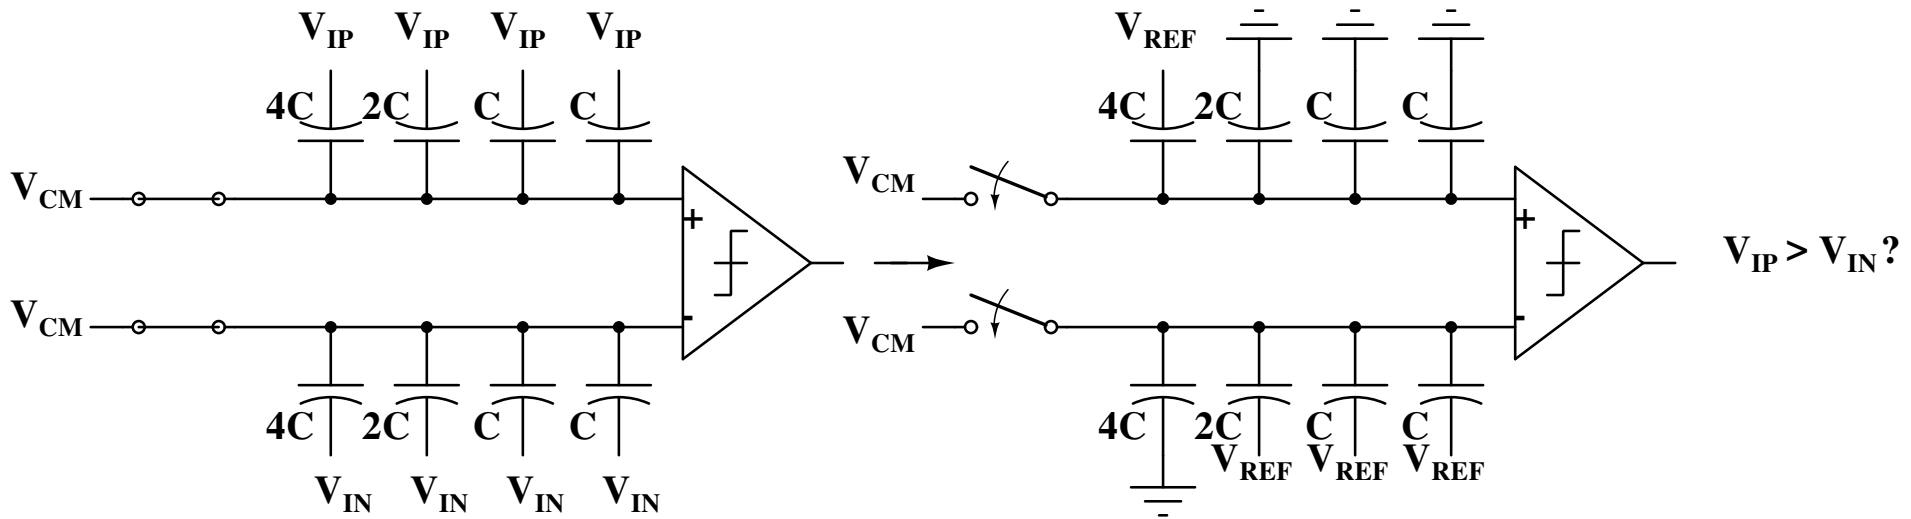 V_IP V_IP V_IP V_IP
4C 2C C C
V_CM
+
-
V_CM
4C 2C C C
V_IN V_IN V_IN V_IN
V_REF
4C 2C C C
V_CM
+
-
V_CM
4C 2C C C
V_REF V_REF V_REF
V_IP > V_IN ?